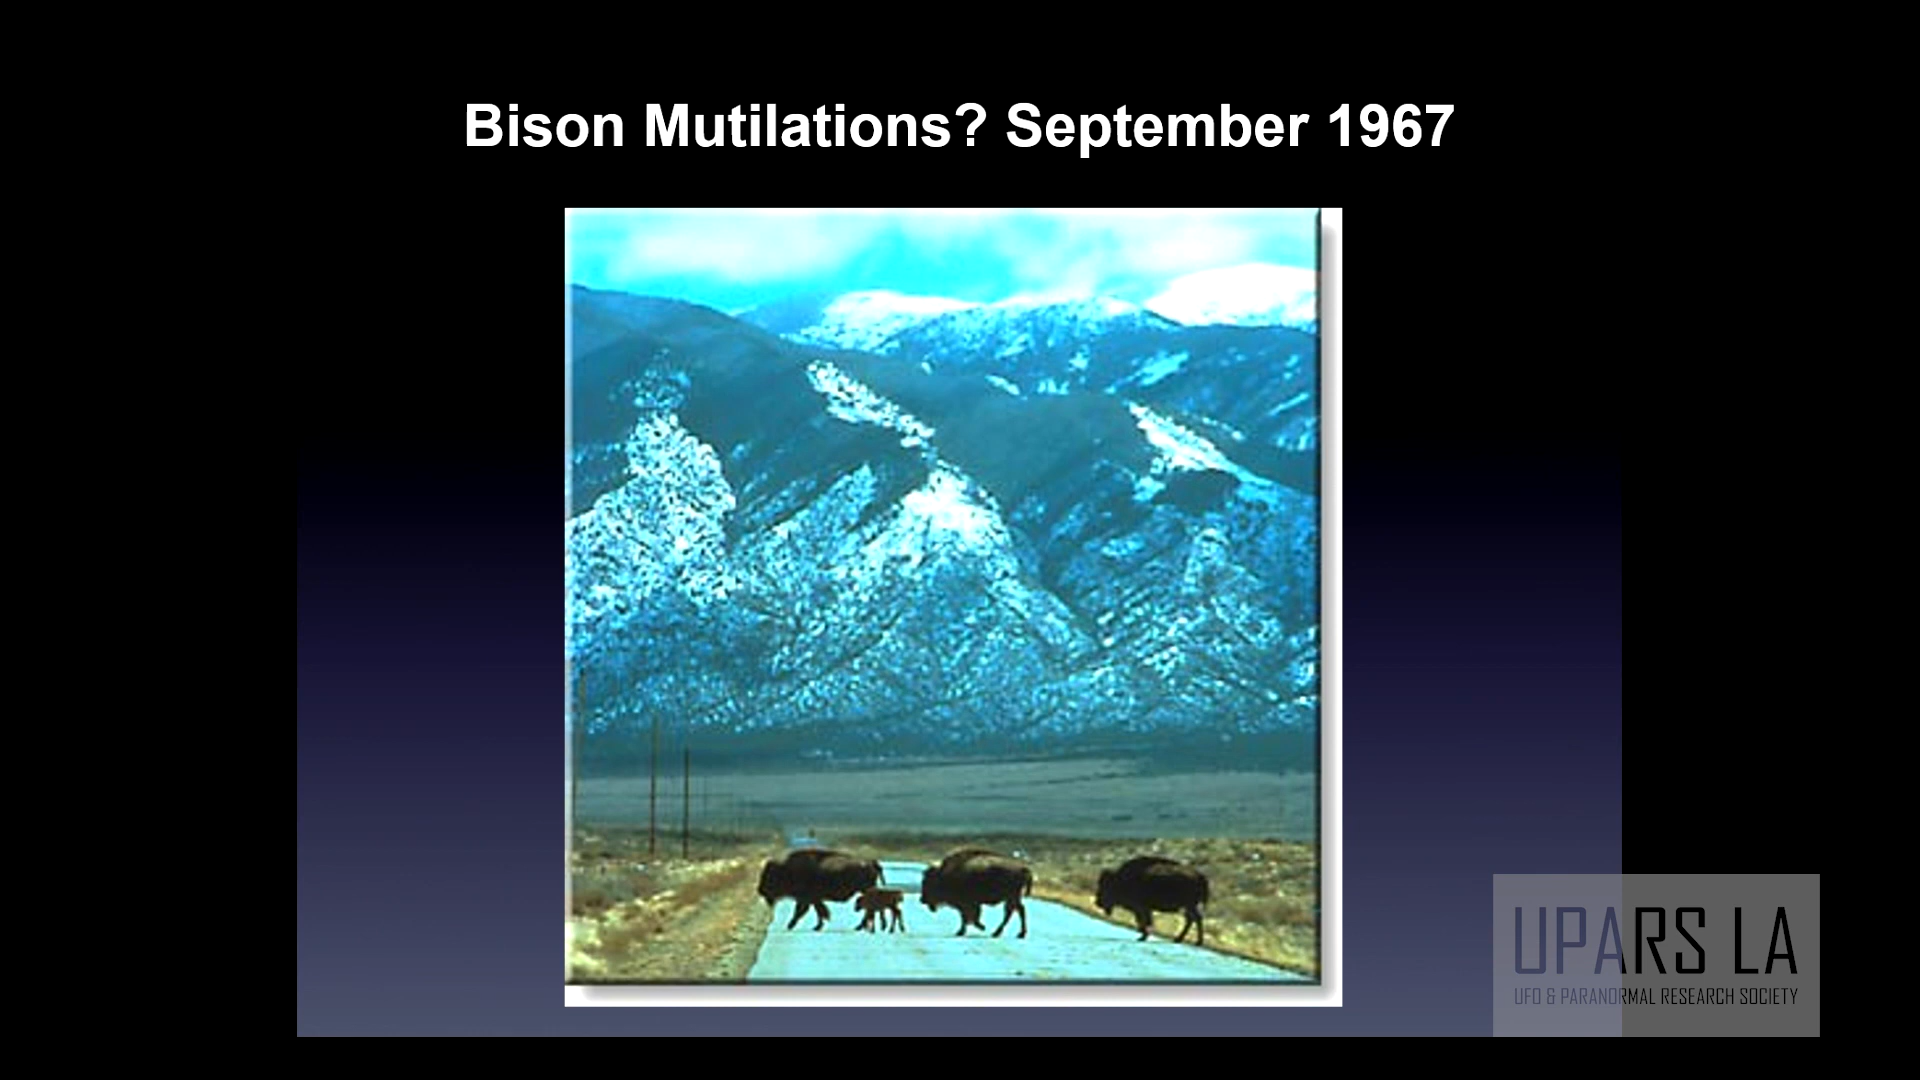 Bison Mutilations? September 1967
UPARS LA
UFO & PARANORMAL RESEARCH SOCIETY